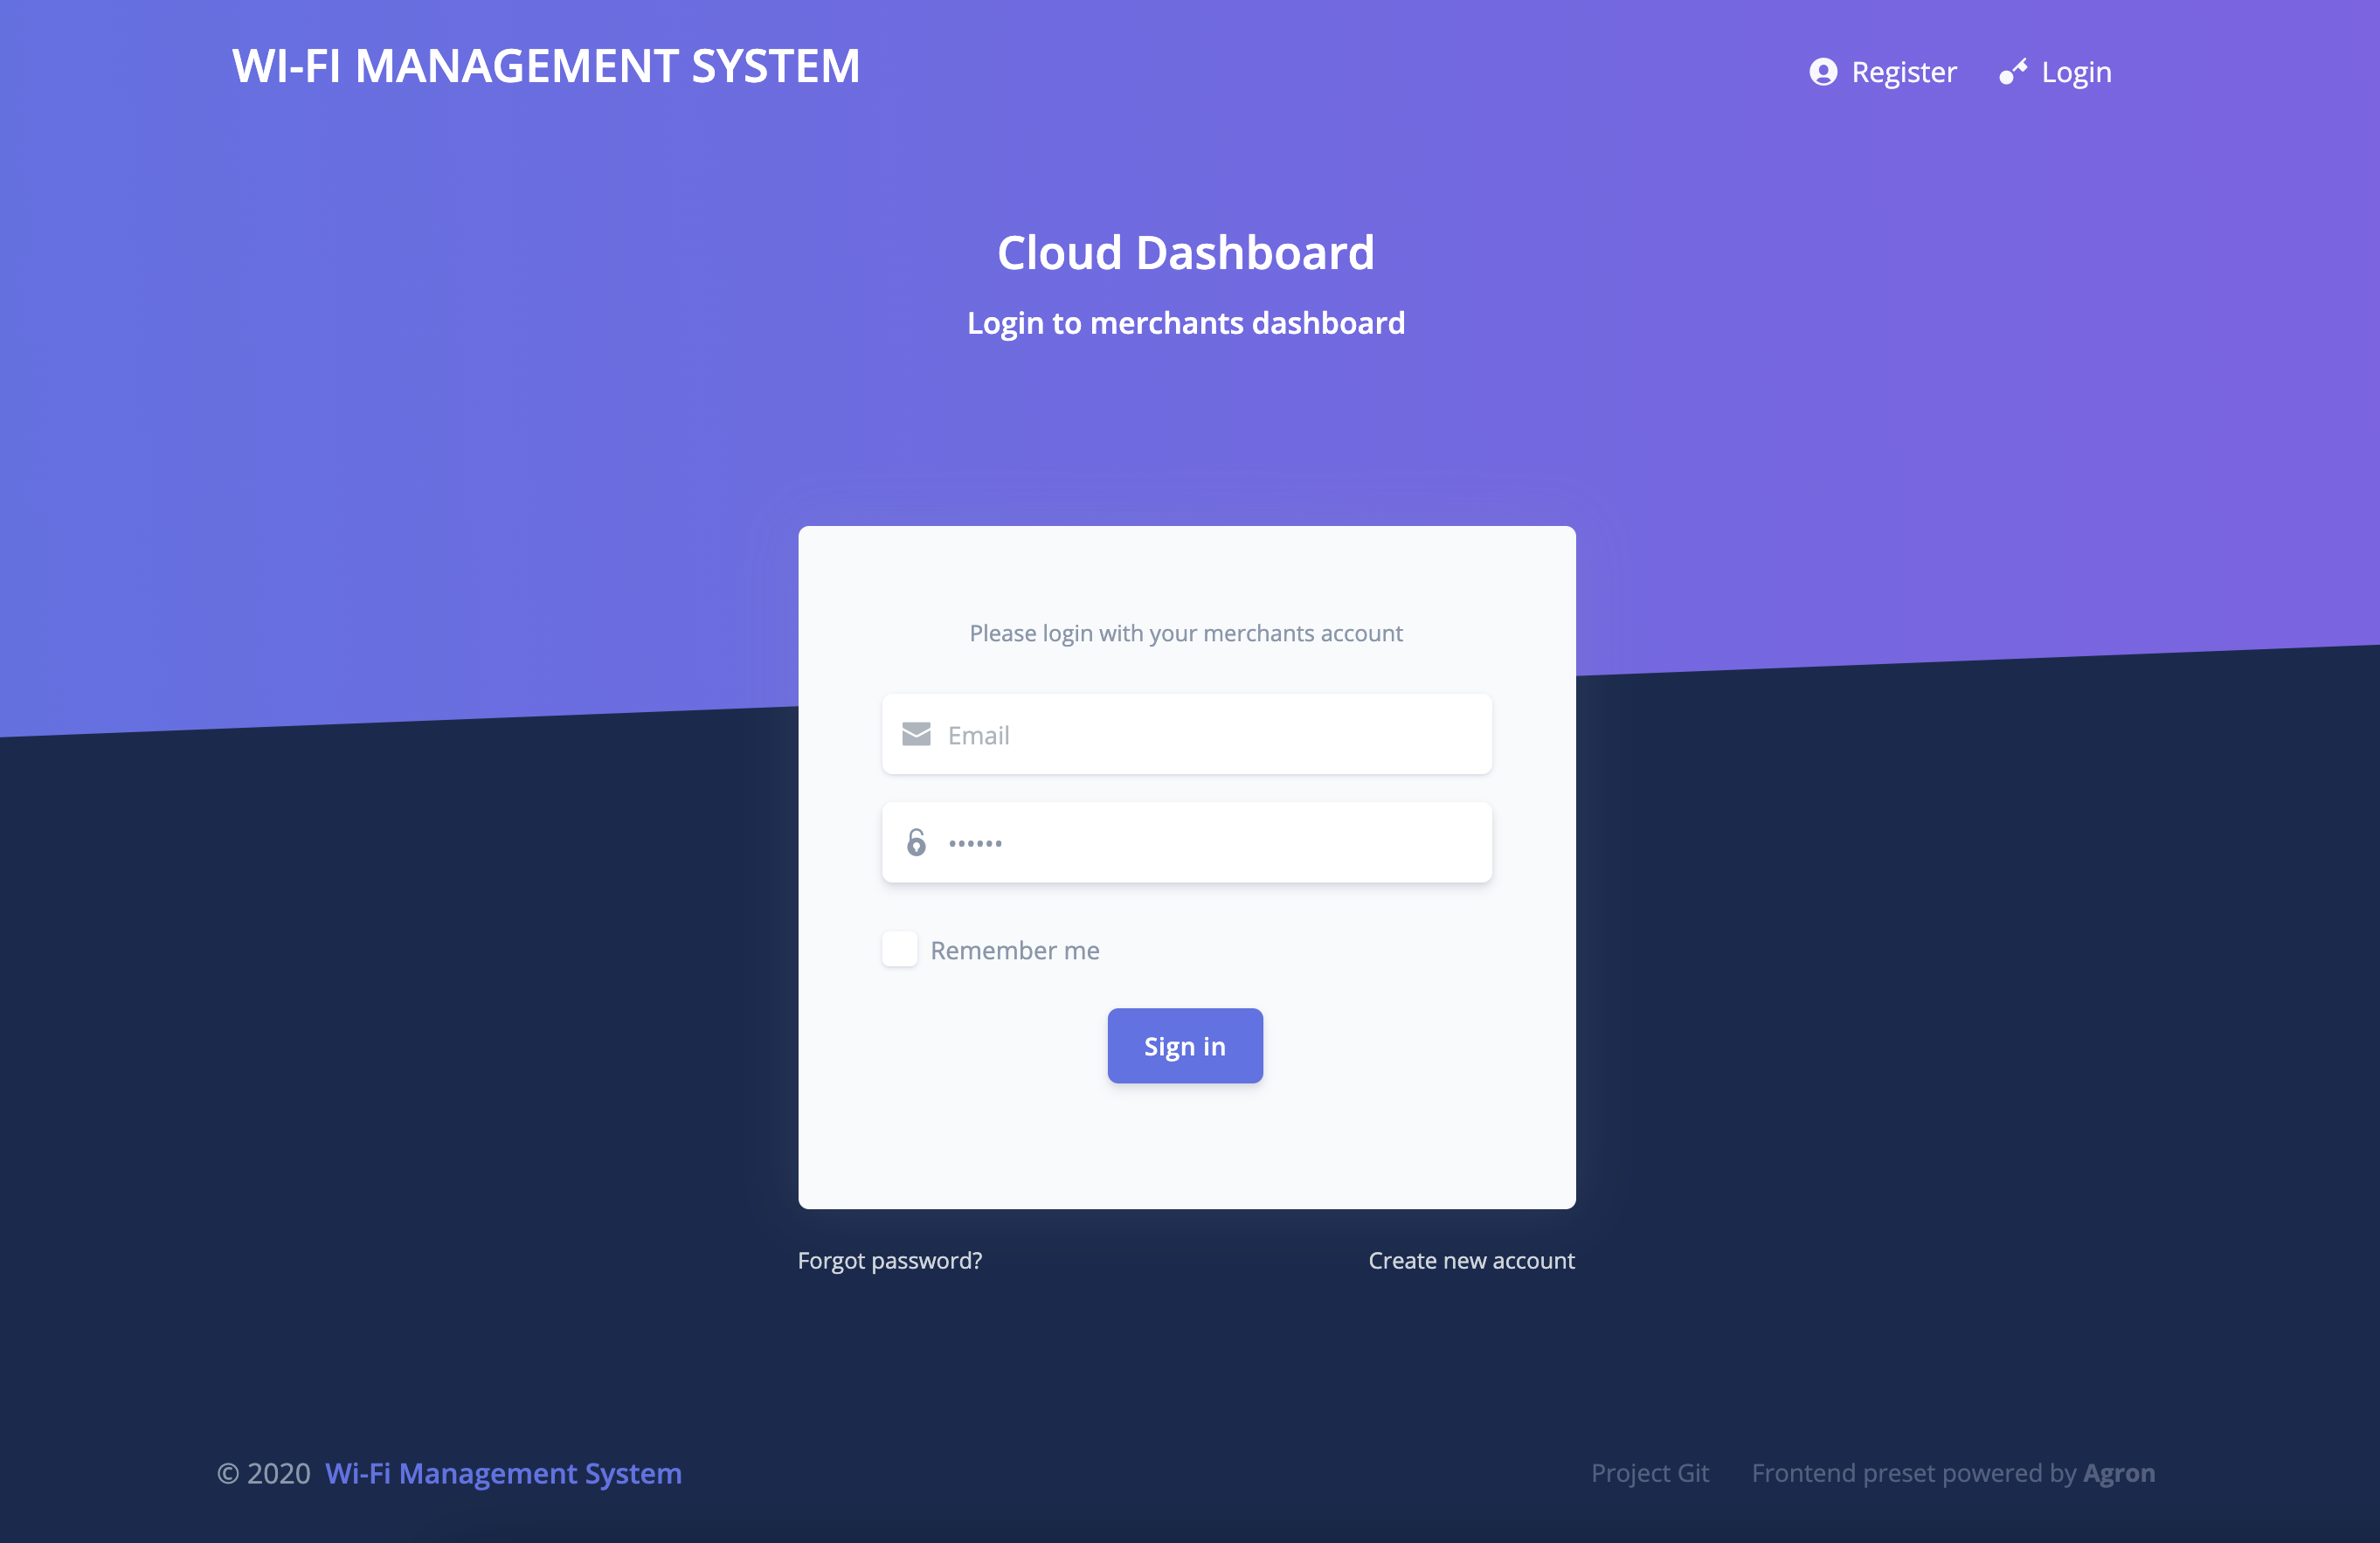 WI-FI MANAGEMENT SYSTEM
Register
Login
Cloud Dashboard
Login to merchants dashboard
Please login with your merchants account
Email
••••••
Remember me
Sign in
Forgot password?
Create new account
© 2020 Wi-Fi Management System
Project Git
Frontend preset powered by Agron